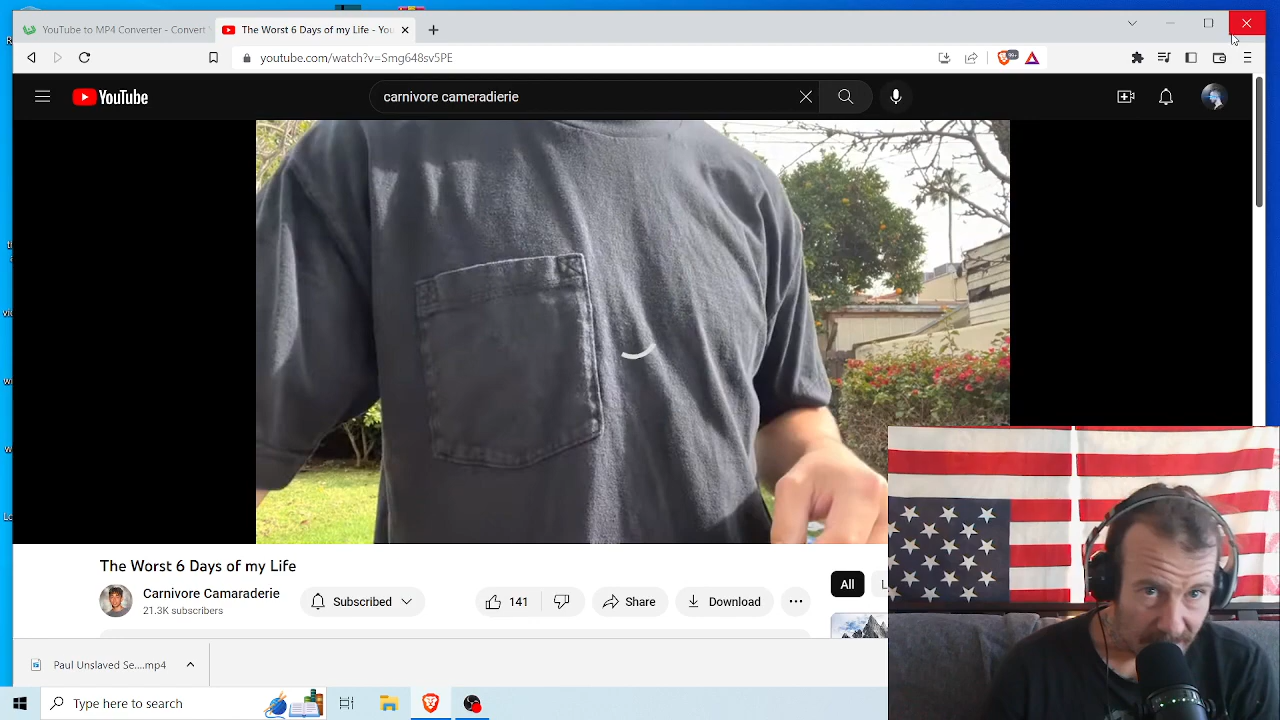 YouTube to MP4 Converter - Convert
The Worst 6 Days of my Life - You
youtube.com/watch?v=Smg648sv5PE
99+
YouTube
carnivore cameradierie
The Worst 6 Days of my Life
Carnivore Camaraderie
21.3K subscribers
Subscribed
141
Share
Download
All
Paul Unslaved Se....mp4
Type here to search